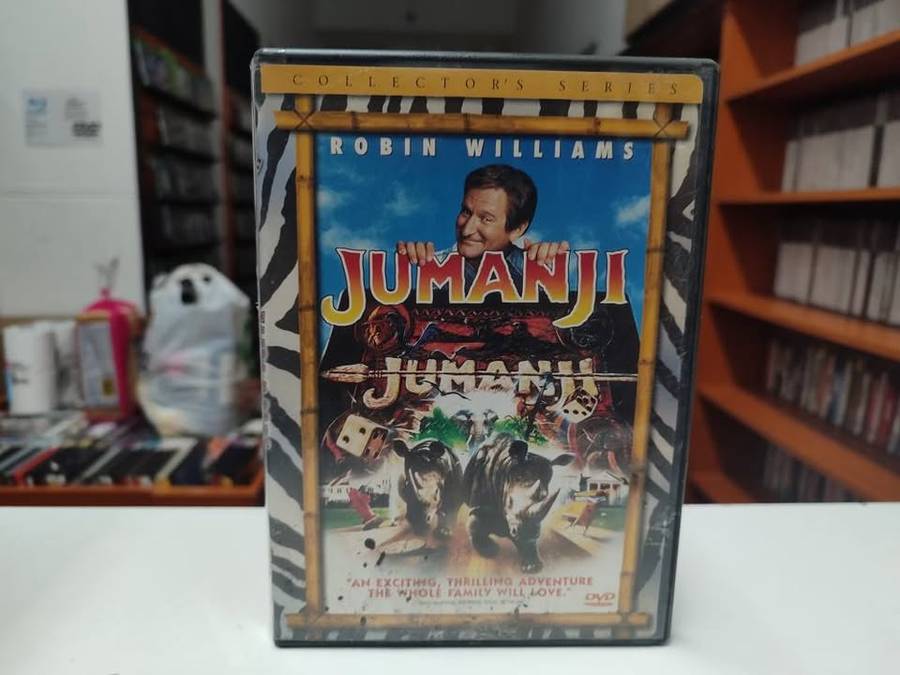 COLLECTOR'S SERIES
ROBIN WILLIAMS
JUMANJI
JUMANJI
"AN EXCITING, THRILLING ADVENTURE
THE WHOLE FAMILY WILL LOVE."
DVD